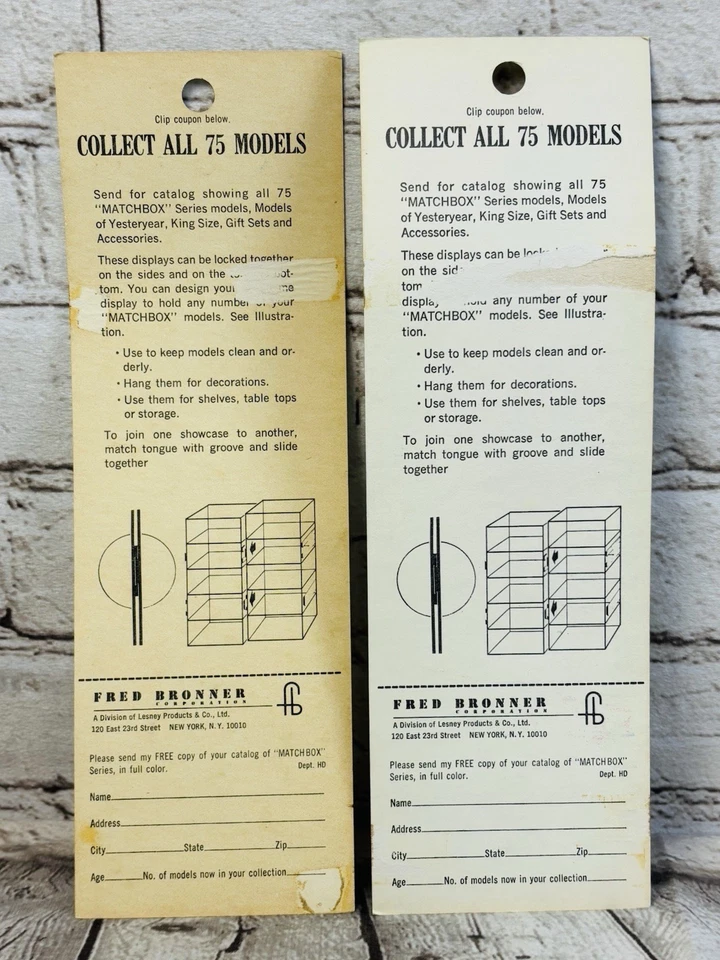 Clip coupon below.
COLLECT ALL 75 MODELS
Send for catalog showing all 75
"MATCHBOX" Series models, Models
of Yesteryear, King Size, Gift Sets and
Accessories.
These displays can be locked together
on the sides and on the
tom. You can design your
display to hold any number of your
"MATCHBOX" models. See Illustra-
tion.
• Use to keep models clean and or-
derly.
• Hang them for decorations.
• Use them for shelves, table tops
or storage.
To join one showcase to another,
match tongue with groove and slide
together
FRED BRONNER
CORPORATION
A Division of Lesney Products & Co., Ltd.
120 East 23rd Street NEW YORK, N.Y. 10010
Please send my FREE copy of your catalog of "MATCHBOX"
Series, in full color. Dept. HD
Name
Address
City State Zip
Age No. of models now in your collection
Clip coupon below.
COLLECT ALL 75 MODELS
Send for catalog showing all 75
"MATCHBOX" Series models, Models
of Yesteryear, King Size, Gift Sets and
Accessories.
These displays can be
on the
tom
any number of your
"MATCHBOX" models. See Illustra-
tion.
• Use to keep models clean and or-
derly.
• Hang them for decorations.
• Use them for shelves, table tops
or storage.
To join one showcase to another,
match tongue with groove and slide
together
FRED BRONNER
CORPORATION
A Division of Lesney Products & Co., Ltd.
120 East 23rd Street NEW YORK, N.Y. 10010
Please send my FREE copy of your catalog of "MATCHBOX"
Series, in full color. Dept. HD
Name
Address
City State Zip
Age No. of models now in your collection